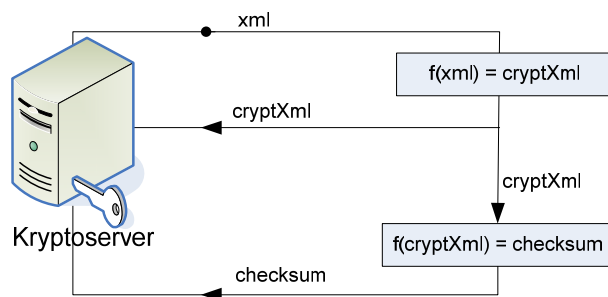 xml
f(xml) = cryptXml
cryptXml
cryptXml
Kryptoserver
f(cryptXml) = checksum
checksum